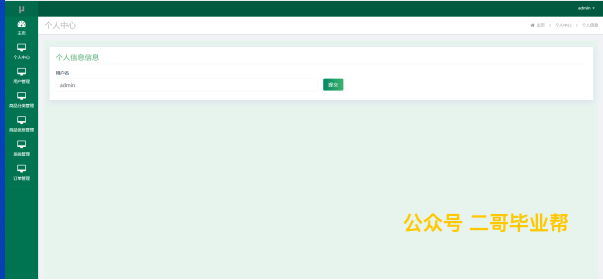 μ
admin
主页
个人中心
用户管理
商品分类管理
商品信息管理
系统管理
订单管理
个人中心
主页 › 个人中心 › 个人信息
个人信息信息
用户名
admin
提交
公众号 二哥毕业帮